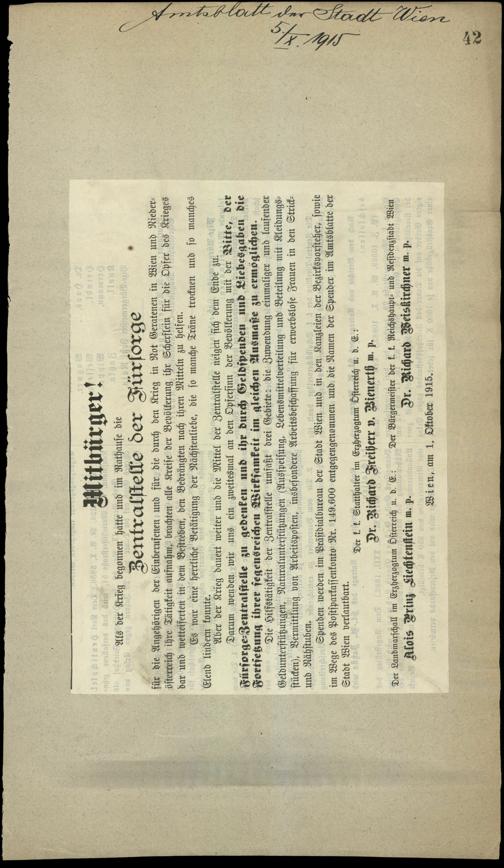 Amtsblatt der Stadt Wien
5/X. 1915
42
Mitbürger!
Als der Krieg begonnen hatte und im Rathause die
Zentralstelle der Fürsorge
für die Angehörigen der Einberufenen und für die durch den Krieg in Not Geratenen in Wien und Nieder-
österreich ihre Tätigkeit aufnahm, brachten alle Kreise der Bevölkerung ihr Scherflein für die Opfer des Krieges
dar und wetteiferten in dem Bestreben, den Bedrängten nach ihren Mitteln zu helfen.
Es war eine herrliche Betätigung der Nächstenliebe, die so manche Träne trocknen und so manches
Elend lindern konnte.
Aber der Krieg dauert weiter und die Mittel der Zentralstelle neigen sich dem Ende zu.
Darum wenden wir uns ein zweitesmal an den Opfersinn der Bevölkerung mit der Bitte, der
Fürsorge-Zentralstelle zu gedenken und ihr durch Geldspenden und Liebesgaben die
Fortsetzung ihrer segensreichen Wirksamkeit im gleichen Ausmaße zu ermöglichen.
Die Hilfstätigkeit der Zentralstelle umfaßt drei Gebiete: die Zuwendung einmaliger und laufender
Geldunterstützungen, Naturalunterstützungen (Ausspeisung, Lebensmittelverteilung und Beteilung mit Kleidungs-
stücken), Vermittlung von Arbeitsposten, insbesondere Arbeitsbeschaffung für erwerbslose Frauen in den Strick-
und Nähstuben.
Spenden werden im Präsidialbureau der Stadt Wien und in den Kanzleien der Bezirksvorsteher, sowie
im Wege des Postsparkassenkonto Nr. 149.600 entgegengenommen und die Namen der Spender im Amtsblatte der
Stadt Wien verlautbart.
Der k. k. Statthalter im Erzherzogtum Österreich u. d. E.:
Dr. Richard Freiherr v. Bienerth m. p.
Der Landmarschall im Erzherzogtum Österreich u. d. E.: Der Bürgermeister der k. k. Reichshaupt- und Residenzstadt Wien
Alois Prinz Liechtenstein m. p. Dr. Richard Weiskirchner m. p.
Wien, am 1. Oktober 1915.